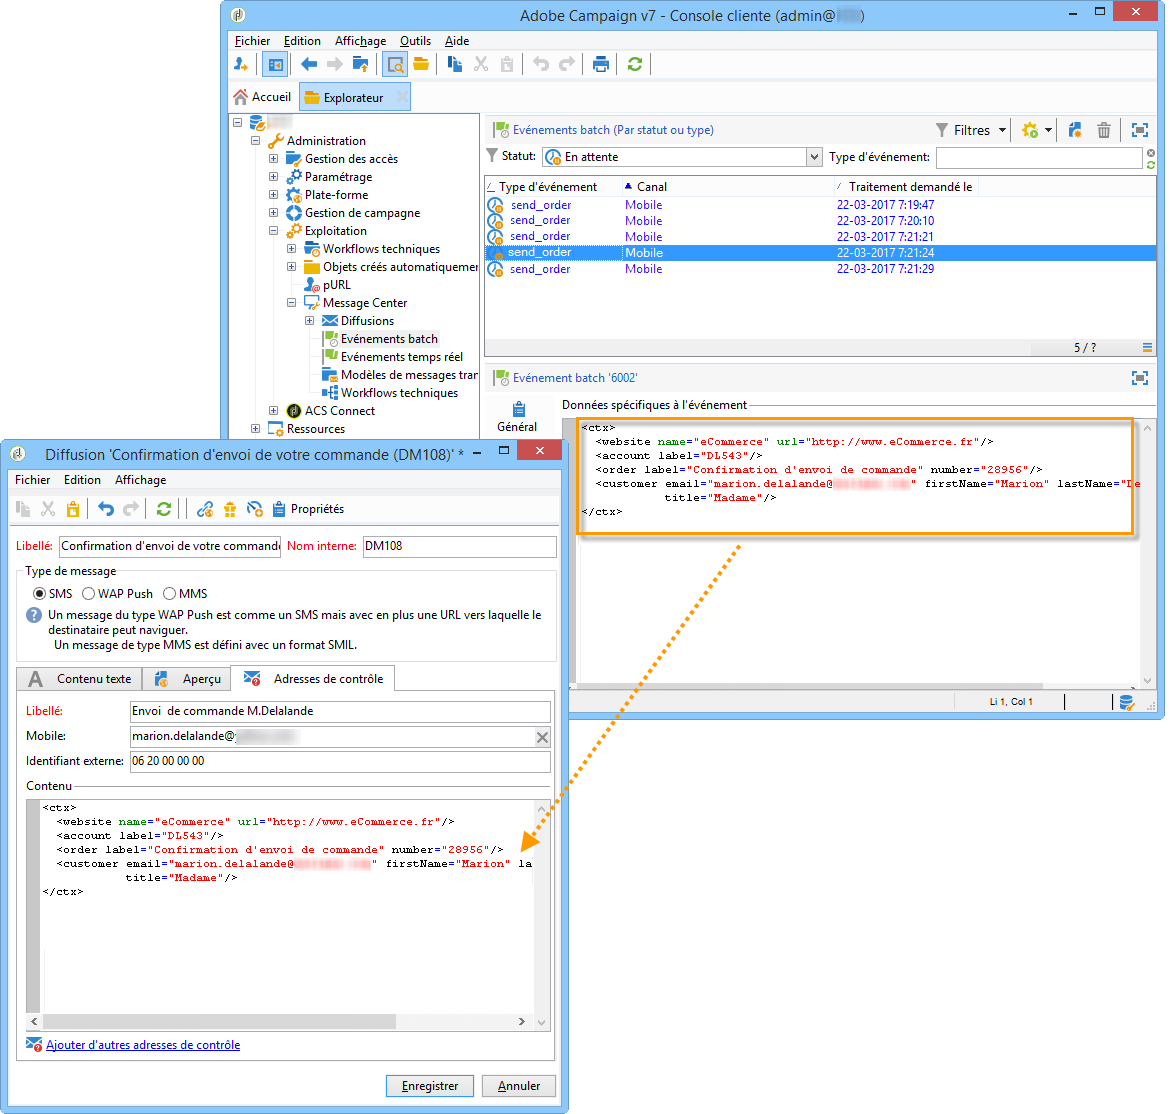 Adobe Campaign v7 - Console cliente (admin@ )
Fichier Edition Affichage Outils Aide
Accueil Explorateur
Administration
Gestion des accès
Paramétrage
Plate-forme
Gestion de campagne
Exploitation
Workflows techniques
Objets créés automatiquemer
pURL
Message Center
Diffusions
Evénements batch
Evénements temps réel
Modèles de messages tran
Workflows techniques
ACS Connect
Ressources
Evénements batch (Par statut ou type) Filtres
Statut: En attente Type d'événement:
Type d'événement Canal Traitement demandé le
send_order Mobile 22-03-2017 7:19:47
send_order Mobile 22-03-2017 7:20:10
send_order Mobile 22-03-2017 7:21:21
send_order Mobile 22-03-2017 7:21:24
send_order Mobile 22-03-2017 7:21:29
5 / ?
Evénement batch '6002'
Général
Données spécifiques à l'événement
<ctx>
<website name="eCommerce" url="http://www.eCommerce.fr"/>
<account label="DL543"/>
<order label="Confirmation d'envoi de commande" number="28956"/>
<customer email="marion.delalande@ " firstName="Marion" lastName="De
title="Madame"/>
</ctx>
Li 1, Col 1
Diffusion 'Confirmation d'envoi de votre commande (DM108)' *
Fichier Edition Affichage
Propriétés
Libellé: Confirmation d'envoi de votre commande Nom interne: DM108
Type de message
SMS WAP Push MMS
Un message du type WAP Push est comme un SMS mais avec en plus une URL vers laquelle le
destinataire peut naviguer.
Un message de type MMS est défini avec un format SMIL.
Contenu texte Aperçu Adresses de contrôle
Libellé: Envoi de commande M.Delalande
Mobile: marion.delalande@
Identifiant externe: 06 20 00 00 00
Contenu
<ctx>
<website name="eCommerce" url="http://www.eCommerce.fr"/>
<account label="DL543"/>
<order label="Confirmation d'envoi de commande" number="28956"/>
<customer email="marion.delalande@ " firstName="Marion" la
title="Madame"/>
</ctx>
Ajouter d'autres adresses de contrôle
Enregistrer Annuler